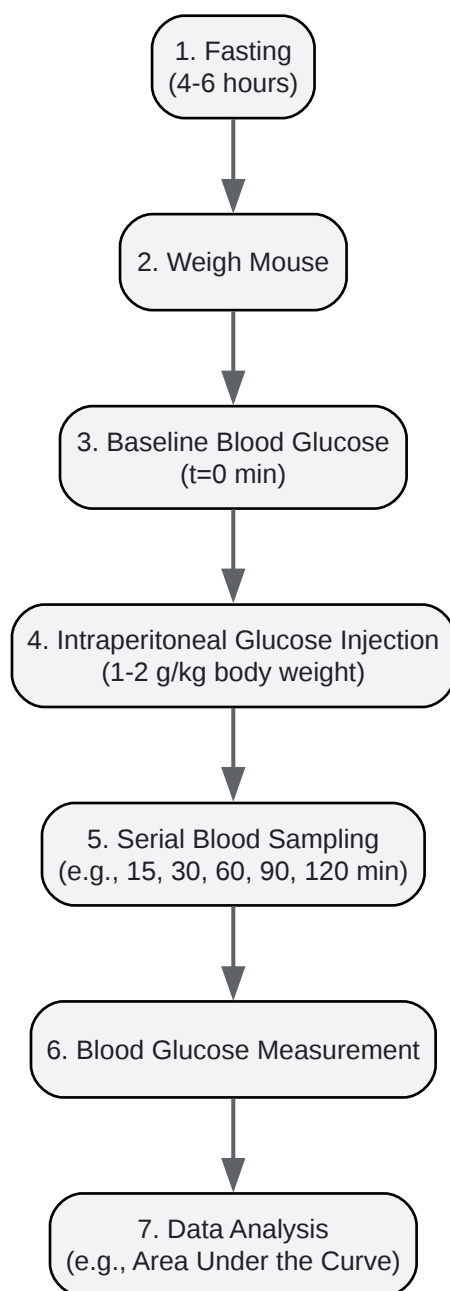 1. Fasting
(4-6 hours)
2. Weigh Mouse
3. Baseline Blood Glucose
(t=0 min)
4. Intraperitoneal Glucose Injection
(1-2 g/kg body weight)
5. Serial Blood Sampling
(e.g., 15, 30, 60, 90, 120 min)
6. Blood Glucose Measurement
7. Data Analysis
(e.g., Area Under the Curve)